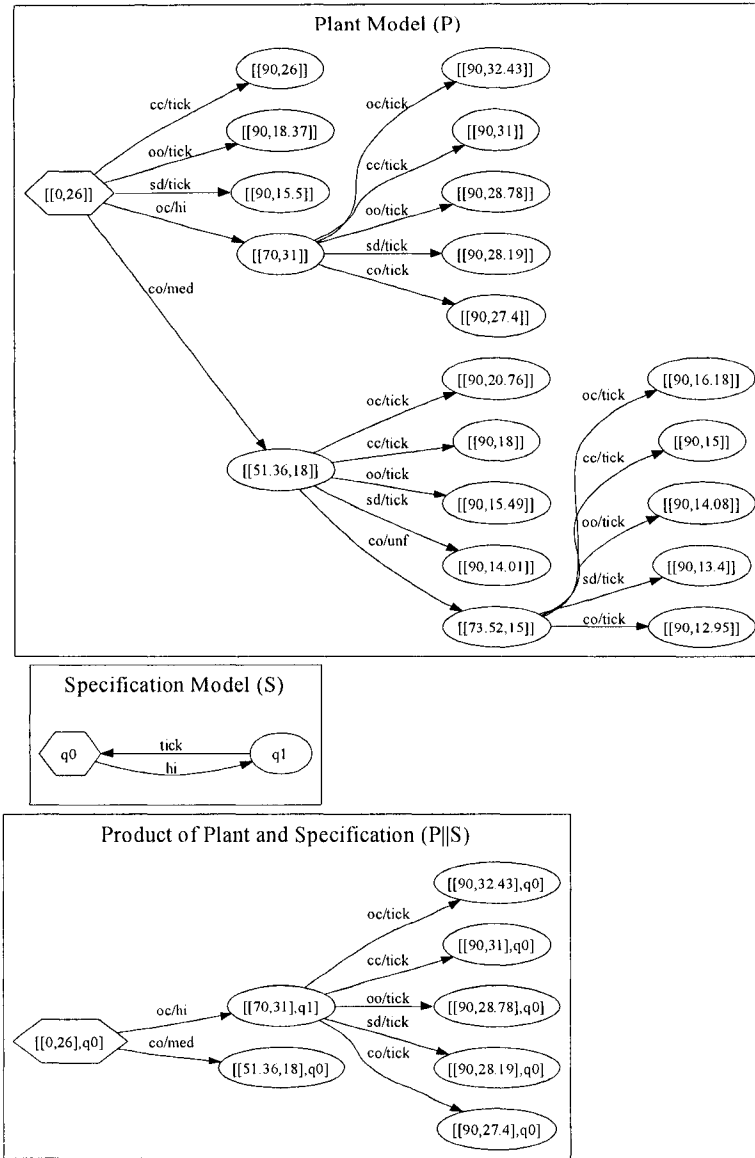 Plant Model (P)
[[90,26]]
[[90,32.43]]
cc/tick
oc/tick
[[90,18.37]]
[[90,31]]
oo/tick
cc/tick
[[0,26]]
sd/tick
[[90,15.5]]
oo/tick
[[90,28.78]]
oc/hi
[[70,31]]
sd/tick
[[90,28.19]]
co/tick
co/med
[[90,27.4]]
[[90,20.76]]
[[90,16.18]]
oc/tick
oc/tick
cc/tick
[[90,18]]
[[90,15]]
cc/tick
[[51.36,18]]
oo/tick
[[90,15.49]]
[[90,14.08]]
sd/tick
oo/tick
co/unf
[[90,14.01]]
[[90,13.4]]
sd/tick
[[73.52,15]]
co/tick
[[90,12.95]]
Specification Model (S)
q0
tick
q1
hi
Product of Plant and Specification (P||S)
[[90,32.43],q0]
oc/tick
[[90,31],q0]
cc/tick
oc/hi
[[70,31],q1]
oo/tick
[[90,28.78],q0]
[[0,26],q0]
sd/tick
co/med
[[51.36,18],q0]
co/tick
[[90,28.19],q0]
[[90,27.4],q0]